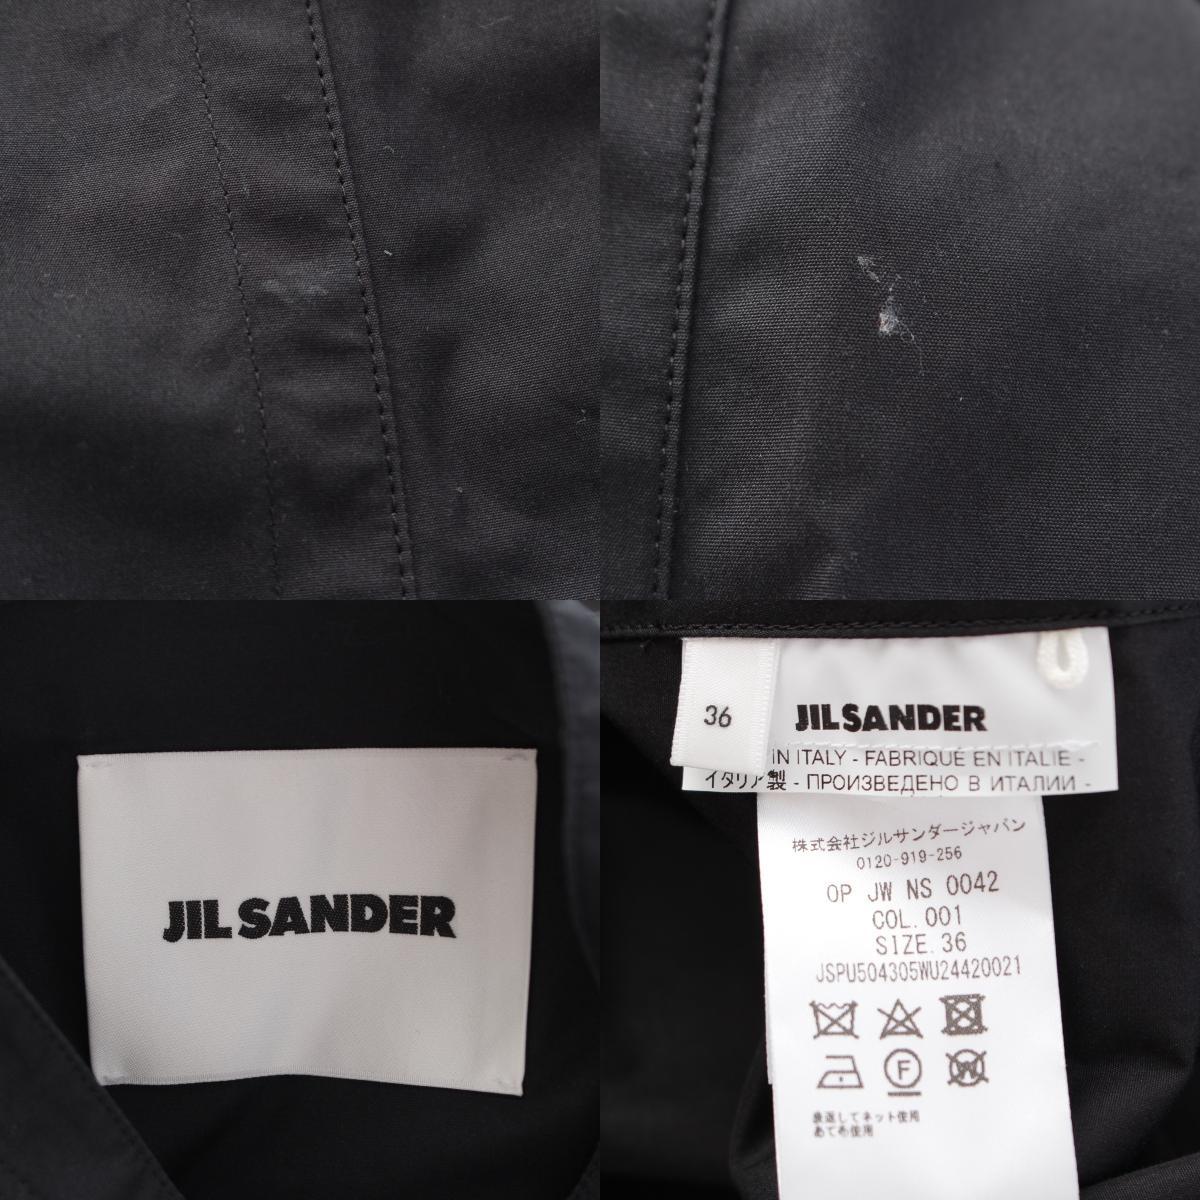 JIL SANDER
36
JIL SANDER
IN ITALY - FABRIQUÉ EN ITALIE -
イタリア製 - ПРОИЗВЕДЕНО В ИТАЛИИ -
株式会社ジルサンダージャパン
0120-919-256
OP JW NS 0042
COL. 001
SIZE. 36
JSPU504305WU24420021
F
W
裏返してネット使用
あて布使用